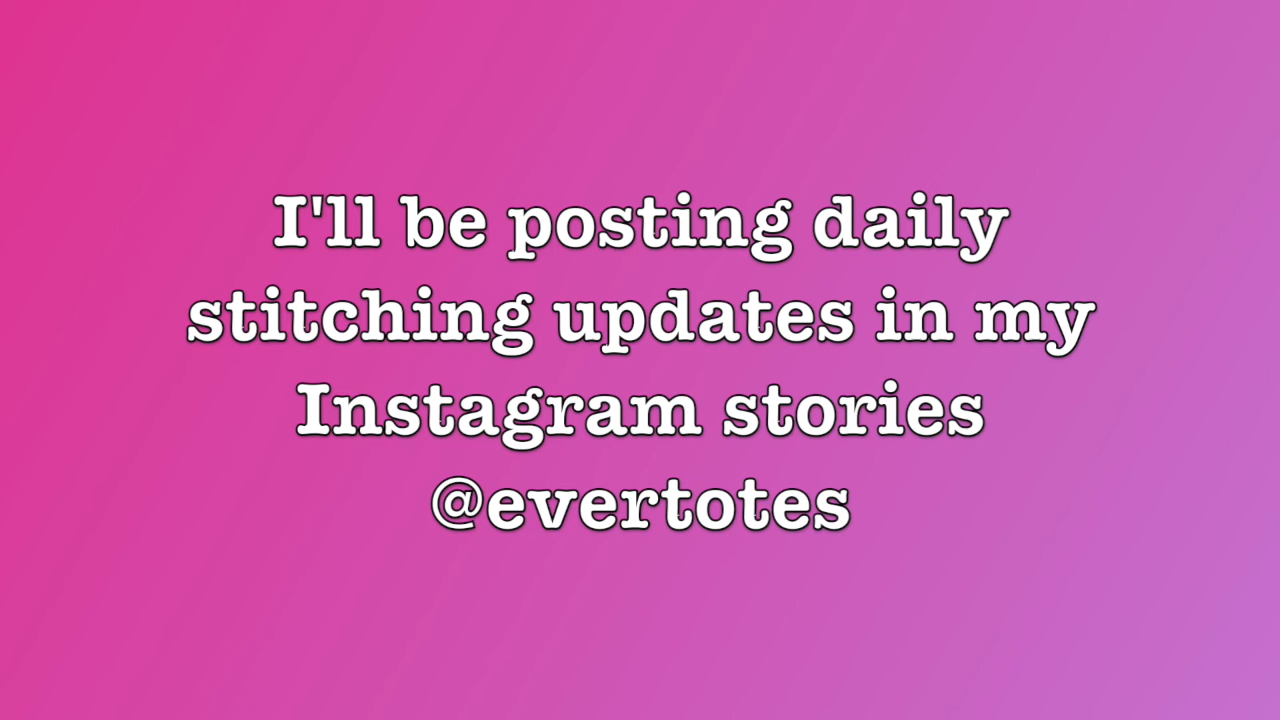 I'll be posting daily
stitching updates in my
Instagram stories
@evertotes